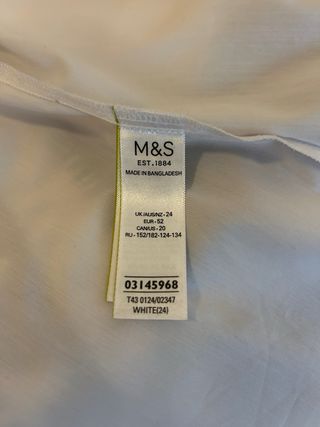 M&S
EST. 1884
MADE IN BANGLADESH
UK/AUS/NZ - 24
EUR - 52
CAN/US - 20
RU - 152/182-124-134
03145968
T43 0124/02347
WHITE(24)